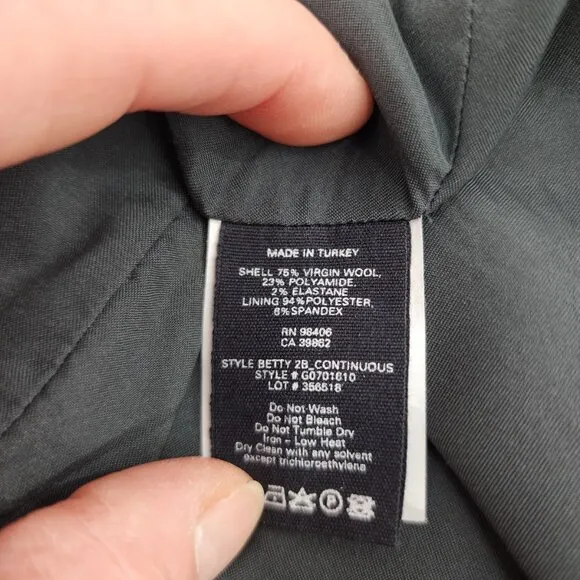 MADE IN TURKEY
SHELL 75% VIRGIN WOOL,
23% POLYAMIDE.
2% ELASTANE
LINING 94%POLYESTER,
6%SPANDEX
RN 98406
CA 39862
STYLE BETTY 2B_CONTINUOUS
STYLE # G0701610
LOT # 356518
Do Not Wash
Do Not Bleach
Do Not Tumble Dry
Iron - Low Heat
Dry Clean with any solvent
except trichloroethylene
P